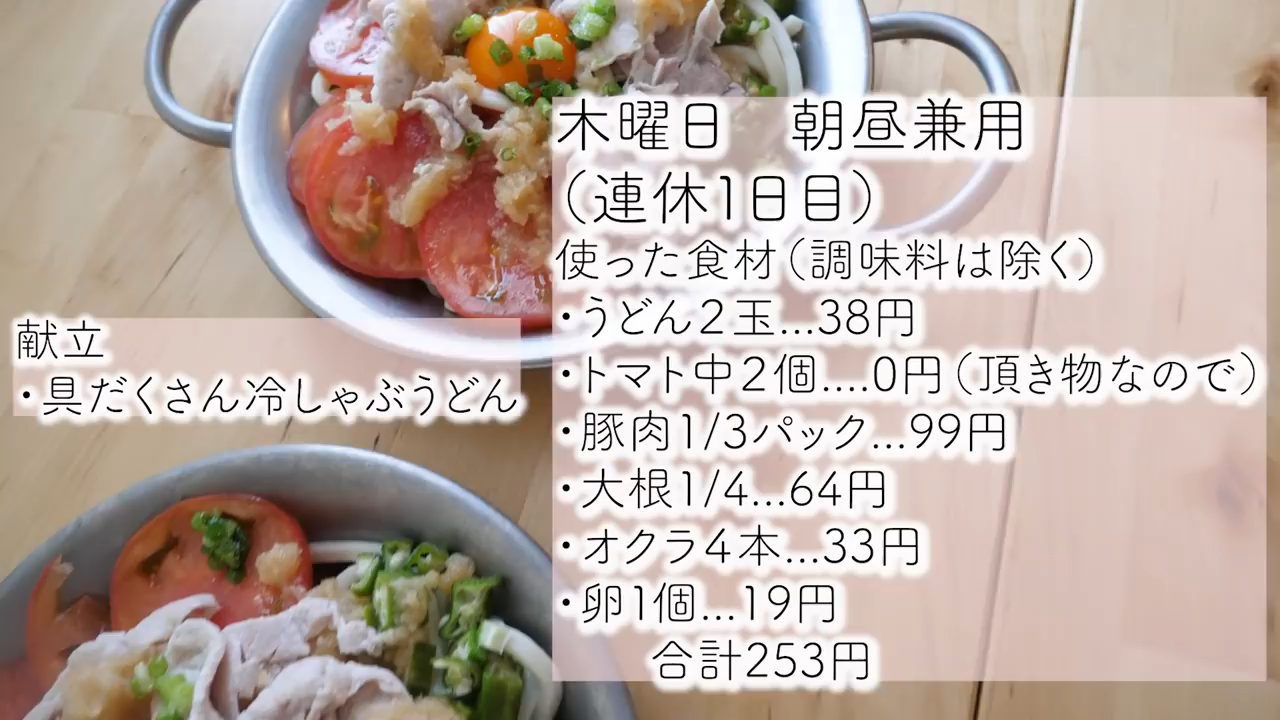 木曜日　朝昼兼用
（連休1日目）
使った食材（調味料は除く）
・うどん２玉...38円
・トマト中２個....0円（頂き物なので）
・豚肉1/3パック...99円
・大根1/4...64円
・オクラ４本...33円
・卵1個...19円
合計253円
献立
・具だくさん冷しゃぶうどん